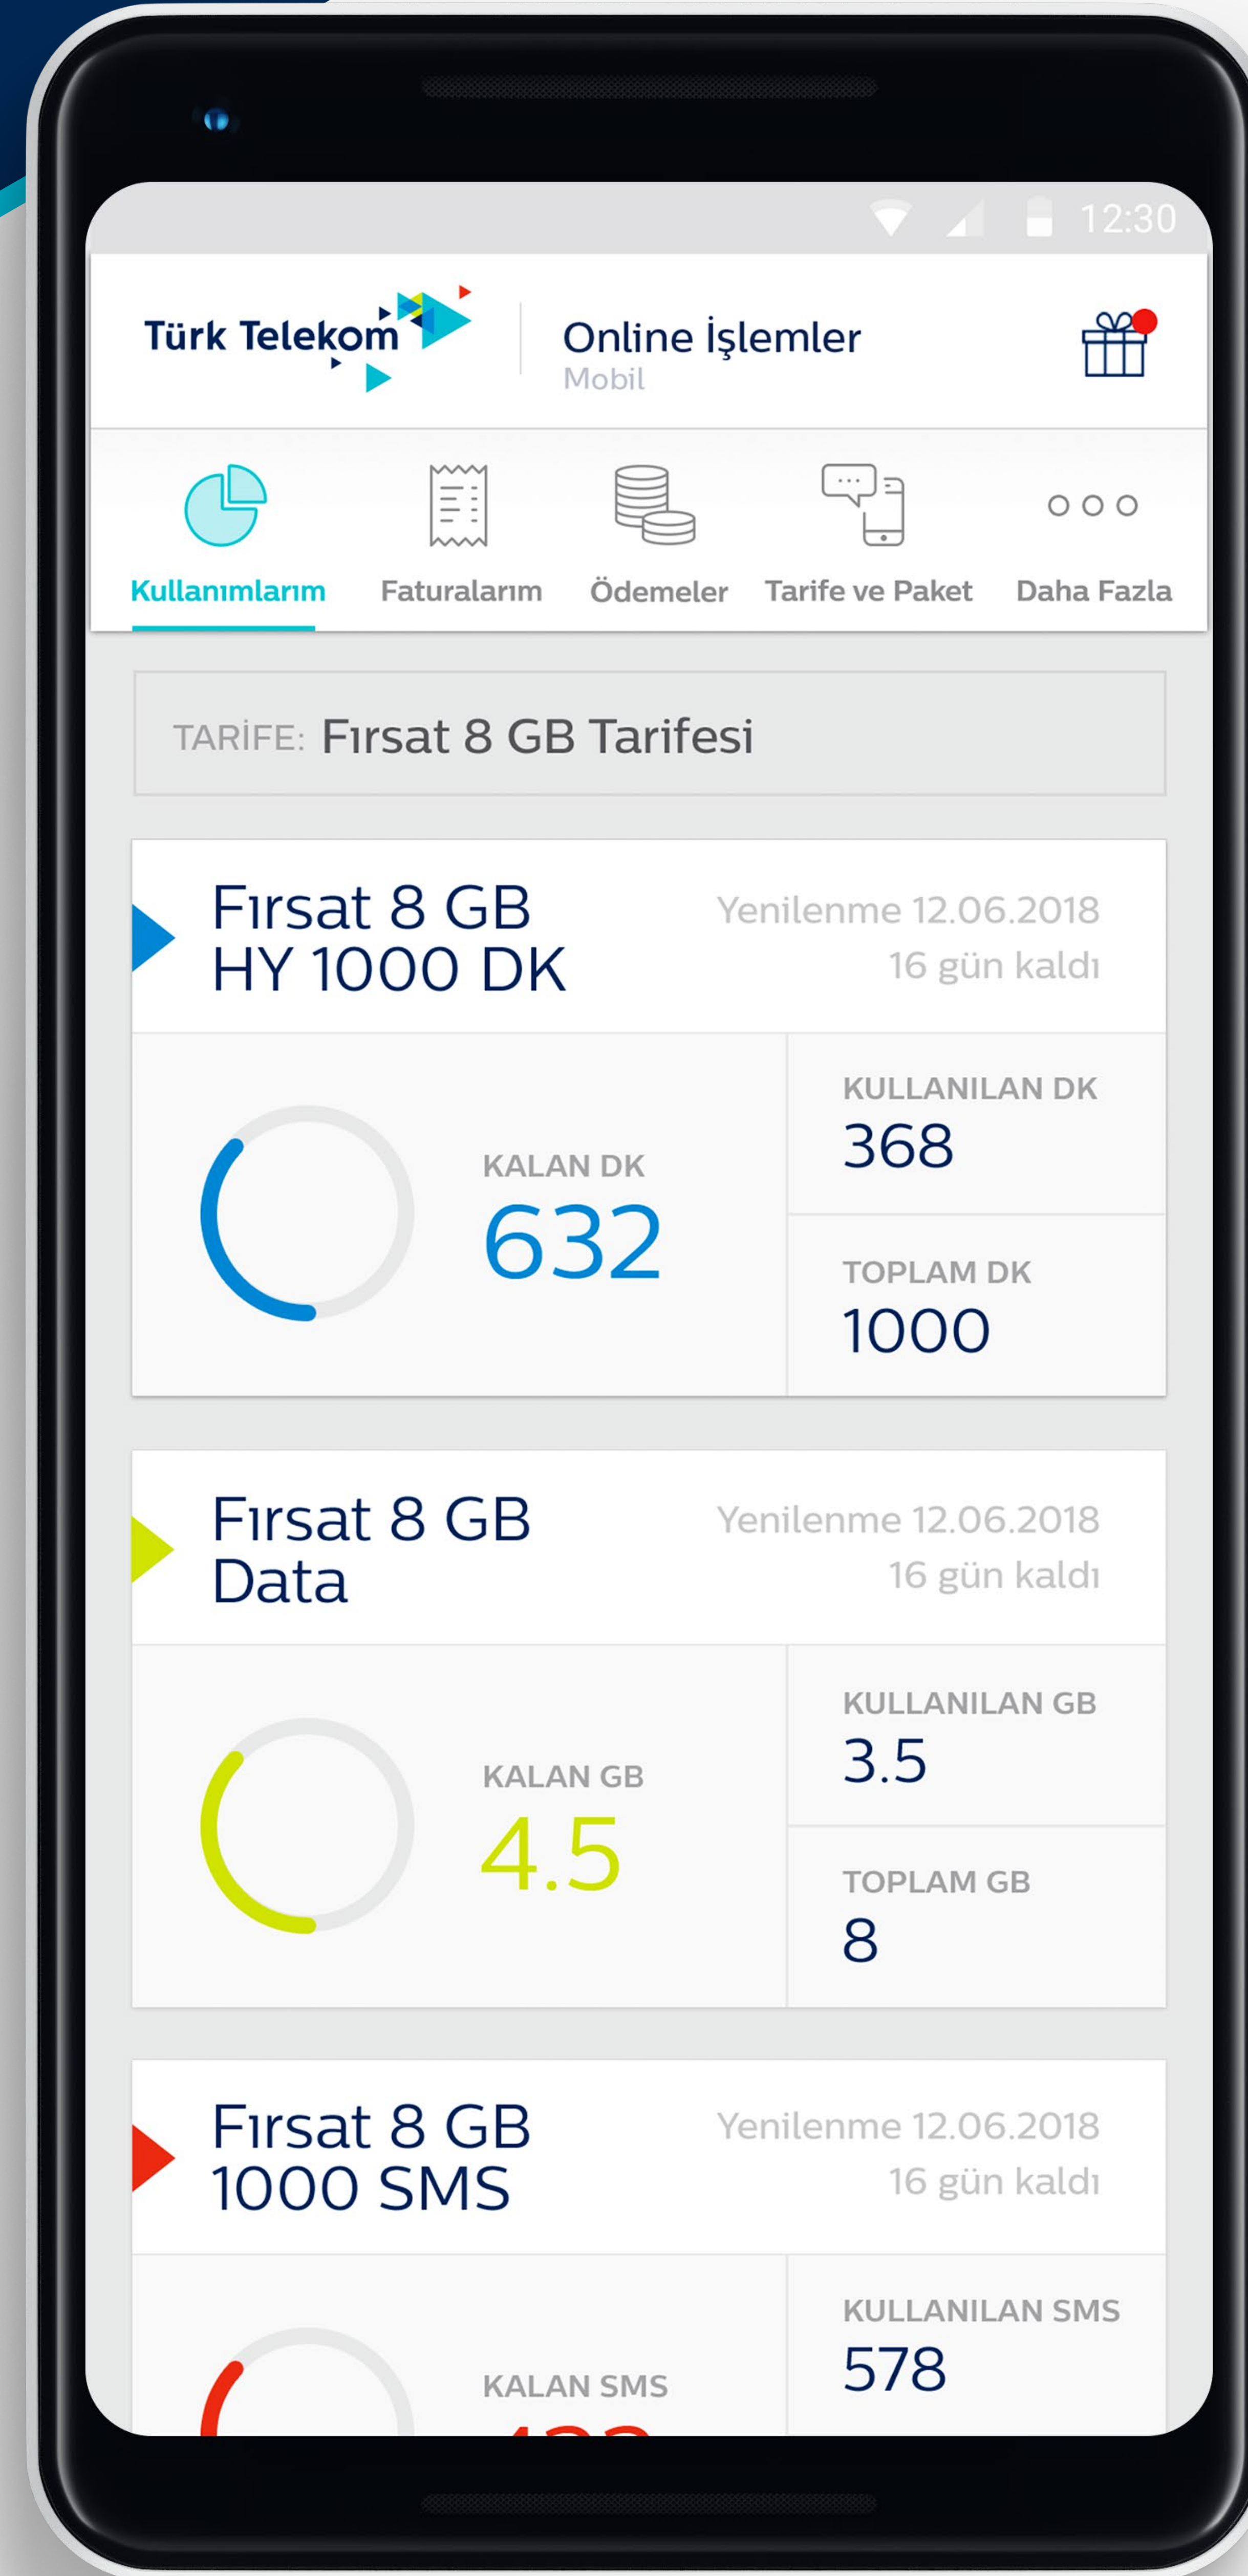 12:30
Türk Telekom
Online İşlemler
Mobil
Kullanımlarım
Faturalarım
Ödemeler
Tarife ve Paket
Daha Fazla
TARİFE: Fırsat 8 GB Tarifesi
Fırsat 8 GB
HY 1000 DK
Yenilenme 12.06.2018
16 gün kaldı
KALAN DK
632
KULLANILAN DK
368
TOPLAM DK
1000
Fırsat 8 GB
Data
Yenilenme 12.06.2018
16 gün kaldı
KALAN GB
4.5
KULLANILAN GB
3.5
TOPLAM GB
8
Fırsat 8 GB
1000 SMS
Yenilenme 12.06.2018
16 gün kaldı
KALAN SMS
KULLANILAN SMS
578